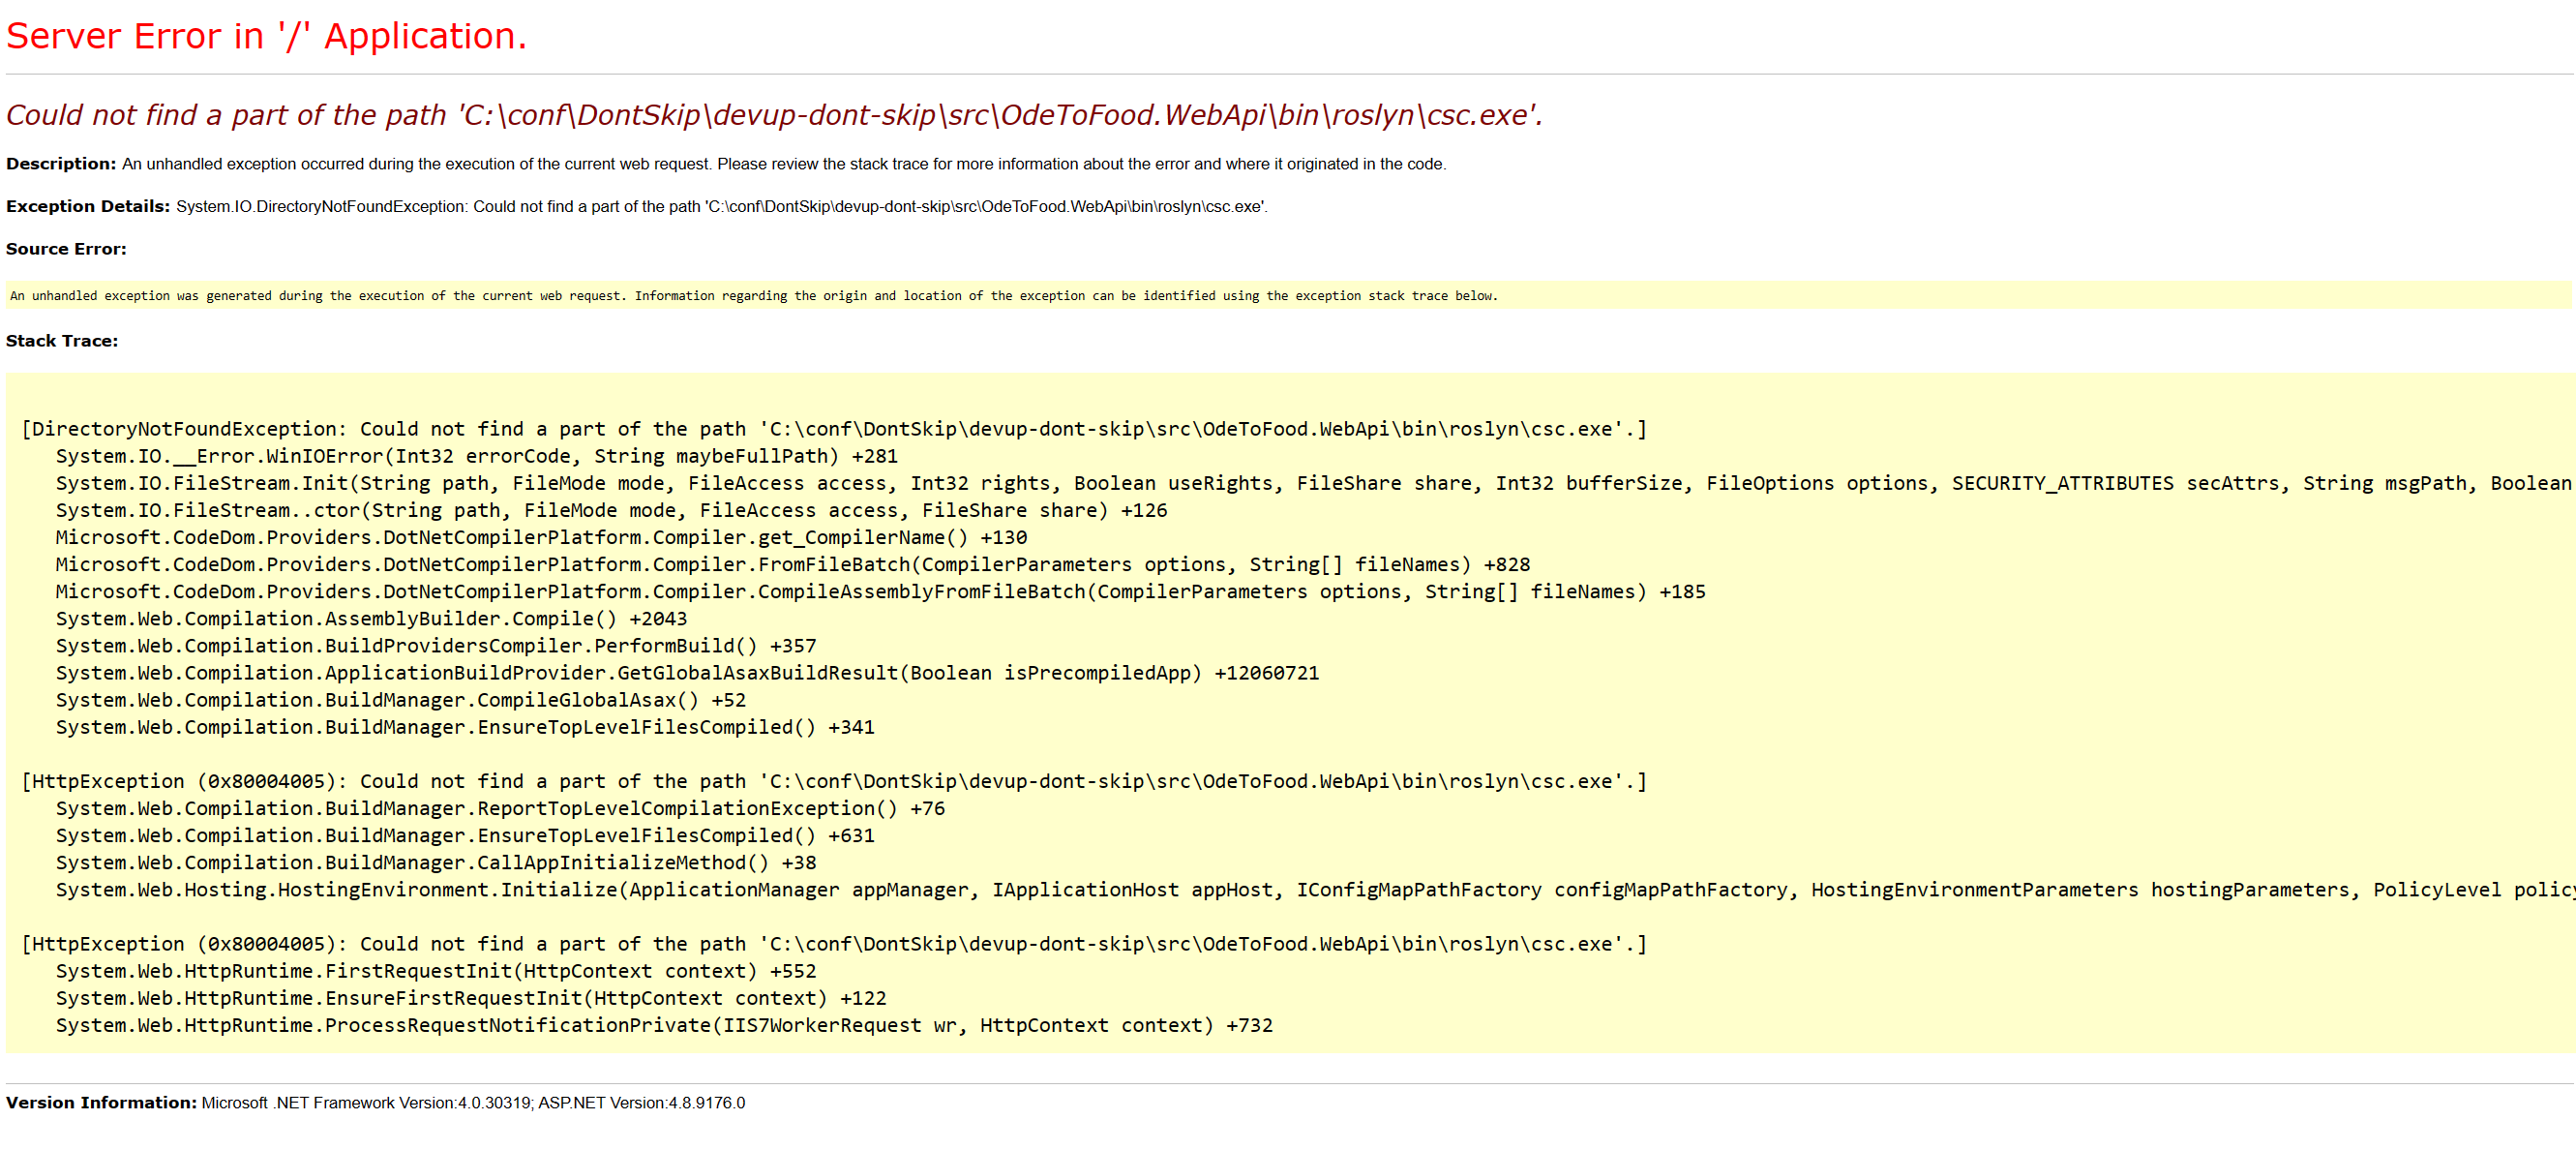 Server Error in '/' Application.
Could not find a part of the path 'C:\conf\DontSkip\devup-dont-skip\src\OdeToFood.WebApi\bin\roslyn\csc.exe'.
Description: An unhandled exception occurred during the execution of the current web request. Please review the stack trace for more information about the error and where it originated in the code.
Exception Details: System.IO.DirectoryNotFoundException: Could not find a part of the path 'C:\conf\DontSkip\devup-dont-skip\src\OdeToFood.WebApi\bin\roslyn\csc.exe'.
Source Error:
An unhandled exception was generated during the execution of the current web request. Information regarding the origin and location of the exception can be identified using the exception stack trace below.
Stack Trace:
[DirectoryNotFoundException: Could not find a part of the path 'C:\conf\DontSkip\devup-dont-skip\src\OdeToFood.WebApi\bin\roslyn\csc.exe'.]
System.IO.__Error.WinIOError(Int32 errorCode, String maybeFullPath) +281
System.IO.FileStream.Init(String path, FileMode mode, FileAccess access, Int32 rights, Boolean useRights, FileShare share, Int32 bufferSize, FileOptions options, SECURITY_ATTRIBUTES secAttrs, String msgPath, Boolean
System.IO.FileStream..ctor(String path, FileMode mode, FileAccess access, FileShare share) +126
Microsoft.CodeDom.Providers.DotNetCompilerPlatform.Compiler.get_CompilerName() +130
Microsoft.CodeDom.Providers.DotNetCompilerPlatform.Compiler.FromFileBatch(CompilerParameters options, String[] fileNames) +828
Microsoft.CodeDom.Providers.DotNetCompilerPlatform.Compiler.CompileAssemblyFromFileBatch(CompilerParameters options, String[] fileNames) +185
System.Web.Compilation.AssemblyBuilder.Compile() +2043
System.Web.Compilation.BuildProvidersCompiler.PerformBuild() +357
System.Web.Compilation.ApplicationBuildProvider.GetGlobalAsaxBuildResult(Boolean isPrecompiledApp) +12060721
System.Web.Compilation.BuildManager.CompileGlobalAsax() +52
System.Web.Compilation.BuildManager.EnsureTopLevelFilesCompiled() +341
[HttpException (0x80004005): Could not find a part of the path 'C:\conf\DontSkip\devup-dont-skip\src\OdeToFood.WebApi\bin\roslyn\csc.exe'.]
System.Web.Compilation.BuildManager.ReportTopLevelCompilationException() +76
System.Web.Compilation.BuildManager.EnsureTopLevelFilesCompiled() +631
System.Web.Compilation.BuildManager.CallAppInitializeMethod() +38
System.Web.Hosting.HostingEnvironment.Initialize(ApplicationManager appManager, IApplicationHost appHost, IConfigMapPathFactory configMapPathFactory, HostingEnvironmentParameters hostingParameters, PolicyLevel policy
[HttpException (0x80004005): Could not find a part of the path 'C:\conf\DontSkip\devup-dont-skip\src\OdeToFood.WebApi\bin\roslyn\csc.exe'.]
System.Web.HttpRuntime.FirstRequestInit(HttpContext context) +552
System.Web.HttpRuntime.EnsureFirstRequestInit(HttpContext context) +122
System.Web.HttpRuntime.ProcessRequestNotificationPrivate(IIS7WorkerRequest wr, HttpContext context) +732
Version Information: Microsoft .NET Framework Version:4.0.30319; ASP.NET Version:4.8.9176.0